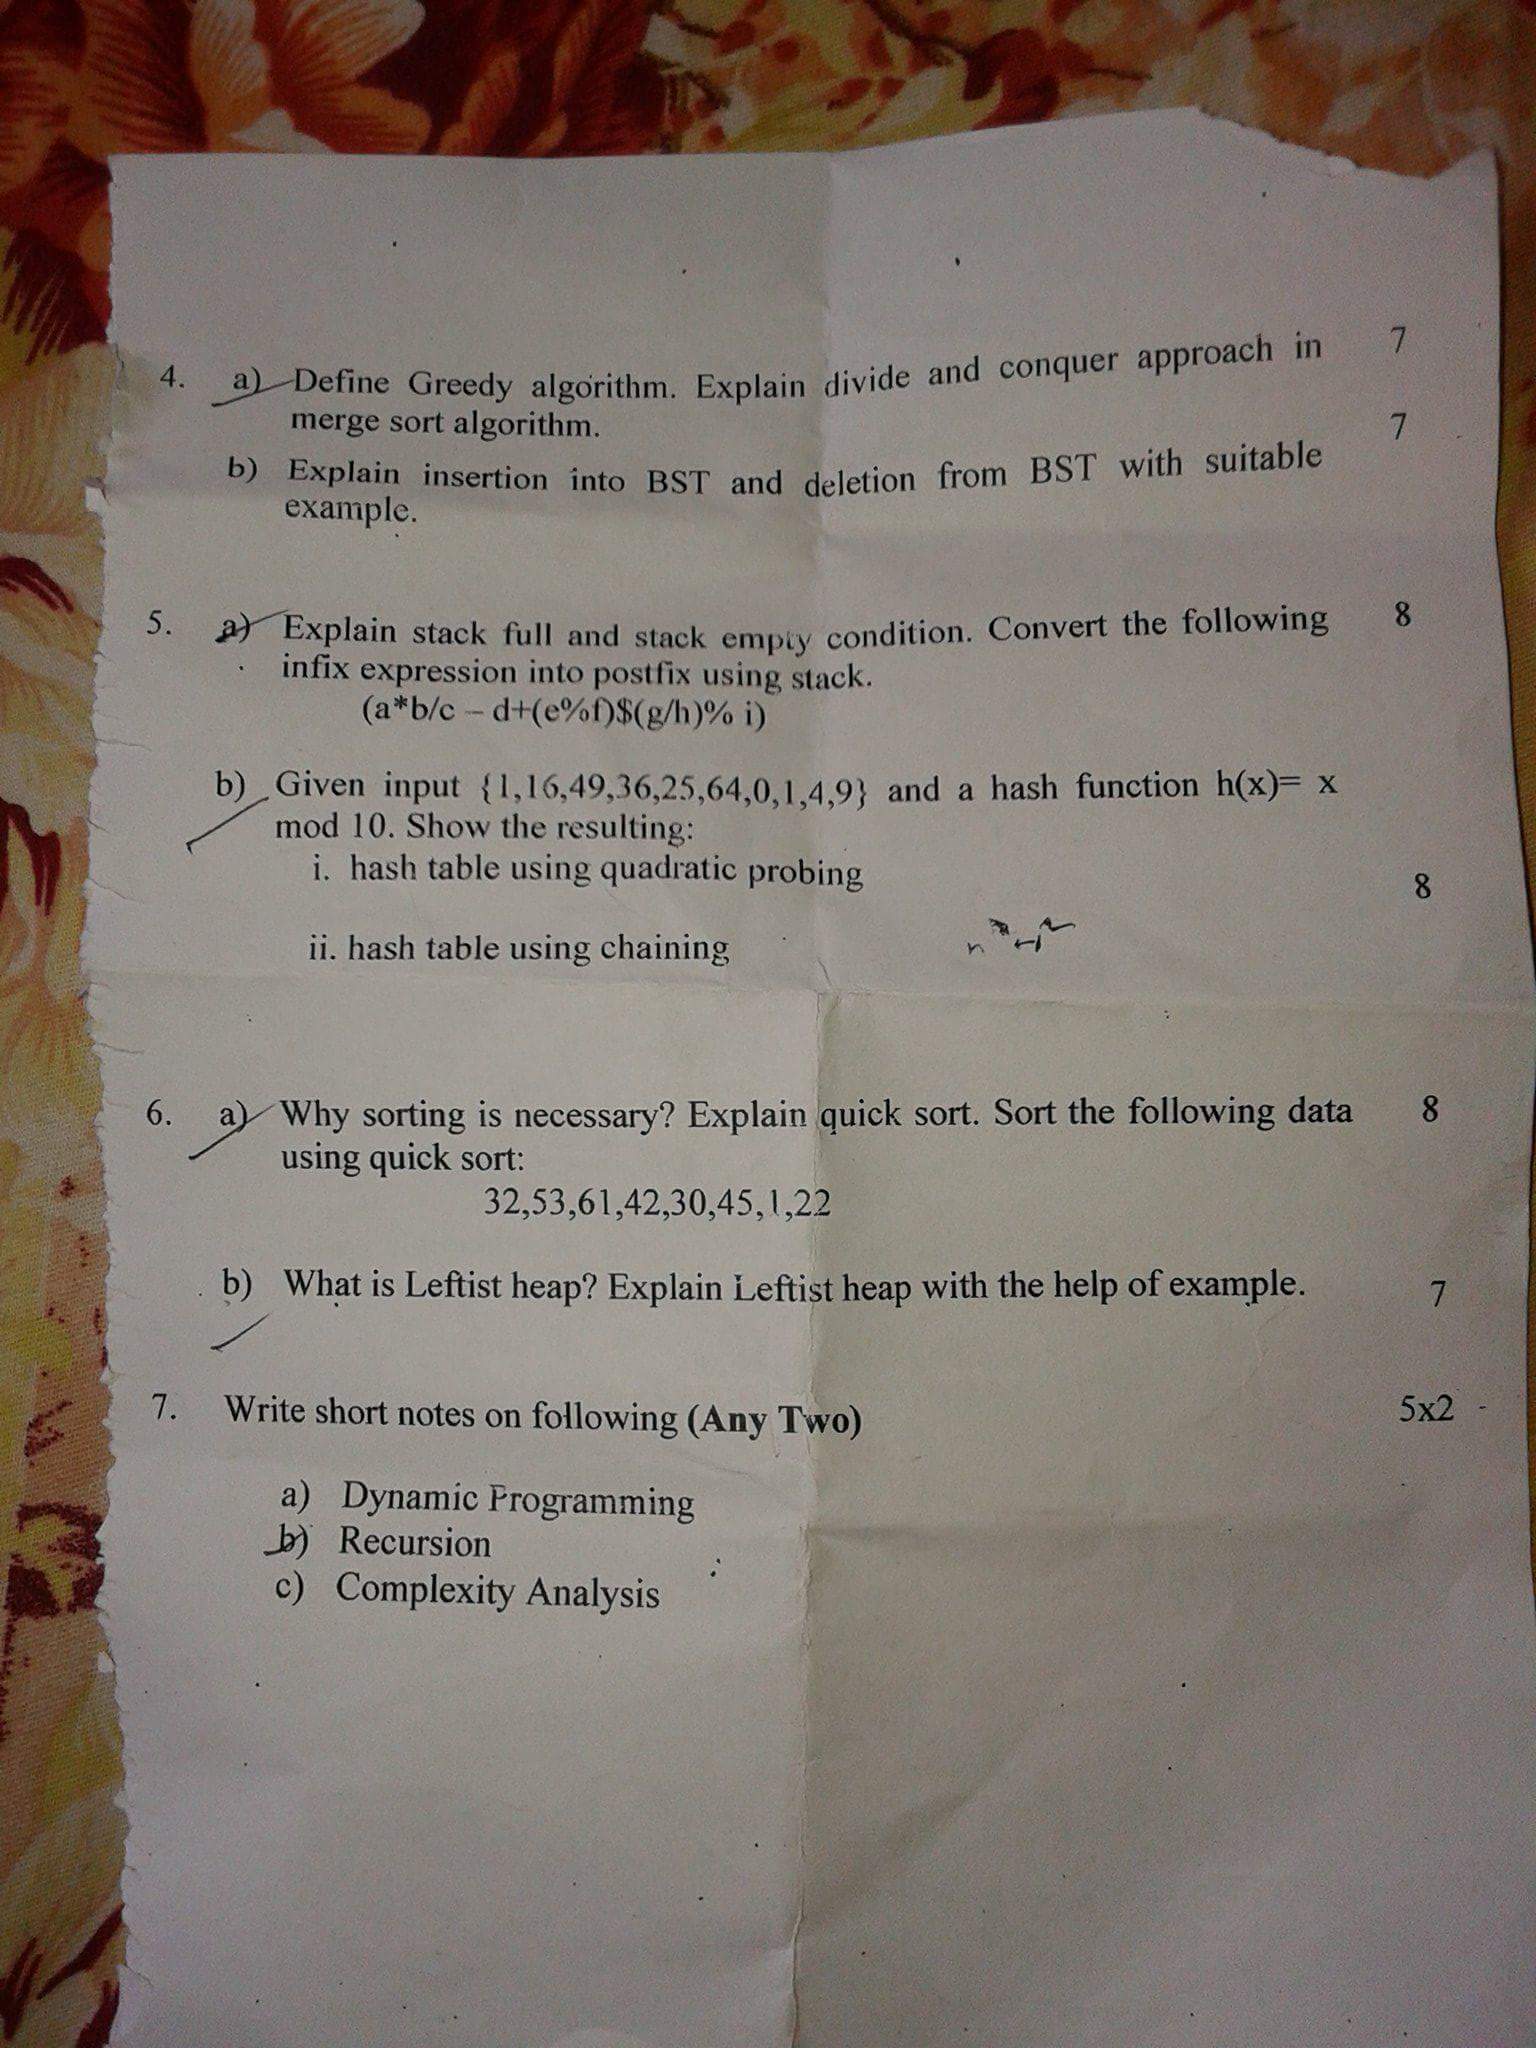 4. a) Define Greedy algorithm. Explain divide and conquer approach in 7
merge sort algorithm.
b) Explain insertion into BST and deletion from BST with suitable 7
example.
5. a) Explain stack full and stack empty condition. Convert the following 8
infix expression into postfix using stack.
(a*b/c – d+(e%f)$(g/h)% i)
b) Given input {1,16,49,36,25,64,0,1,4,9} and a hash function h(x)= x
mod 10. Show the resulting:
i. hash table using quadratic probing
8
ii. hash table using chaining
6. a) Why sorting is necessary? Explain quick sort. Sort the following data 8
using quick sort:
32,53,61,42,30,45,1,22
b) What is Leftist heap? Explain Leftist heap with the help of example. 7
7. Write short notes on following (Any Two) 5x2
a) Dynamic Programming
b) Recursion
c) Complexity Analysis